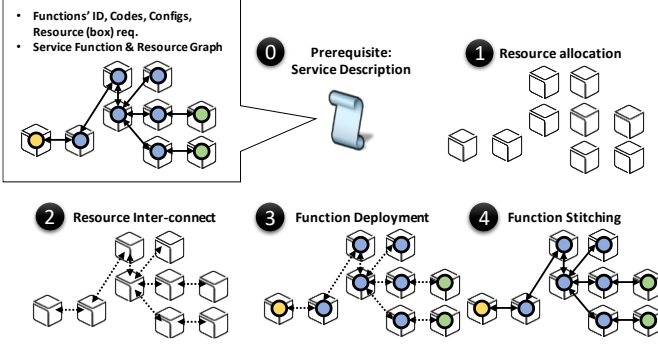 • Functions' ID, Codes, Configs,
Resource (box) req.
• Service Function & Resource Graph
0 Prerequisite:
Service Description
1 Resource allocation
2 Resource Inter-connect
3 Function Deployment
4 Function Stitching